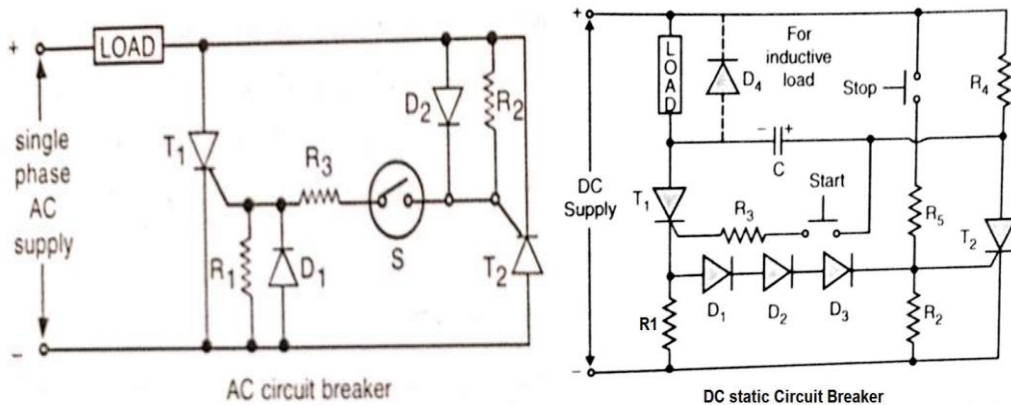 +
LOAD
single
phase
AC
supply
−
T1
R3
S
D2
R2
R1
D1
T2
AC circuit breaker
+
DC
Supply
−
LOAD
D4
For
inductive
load
Stop
R4
− +
C
Start
T1
R3
R5
T2
D1
D2
D3
R1
R2
DC static Circuit Breaker